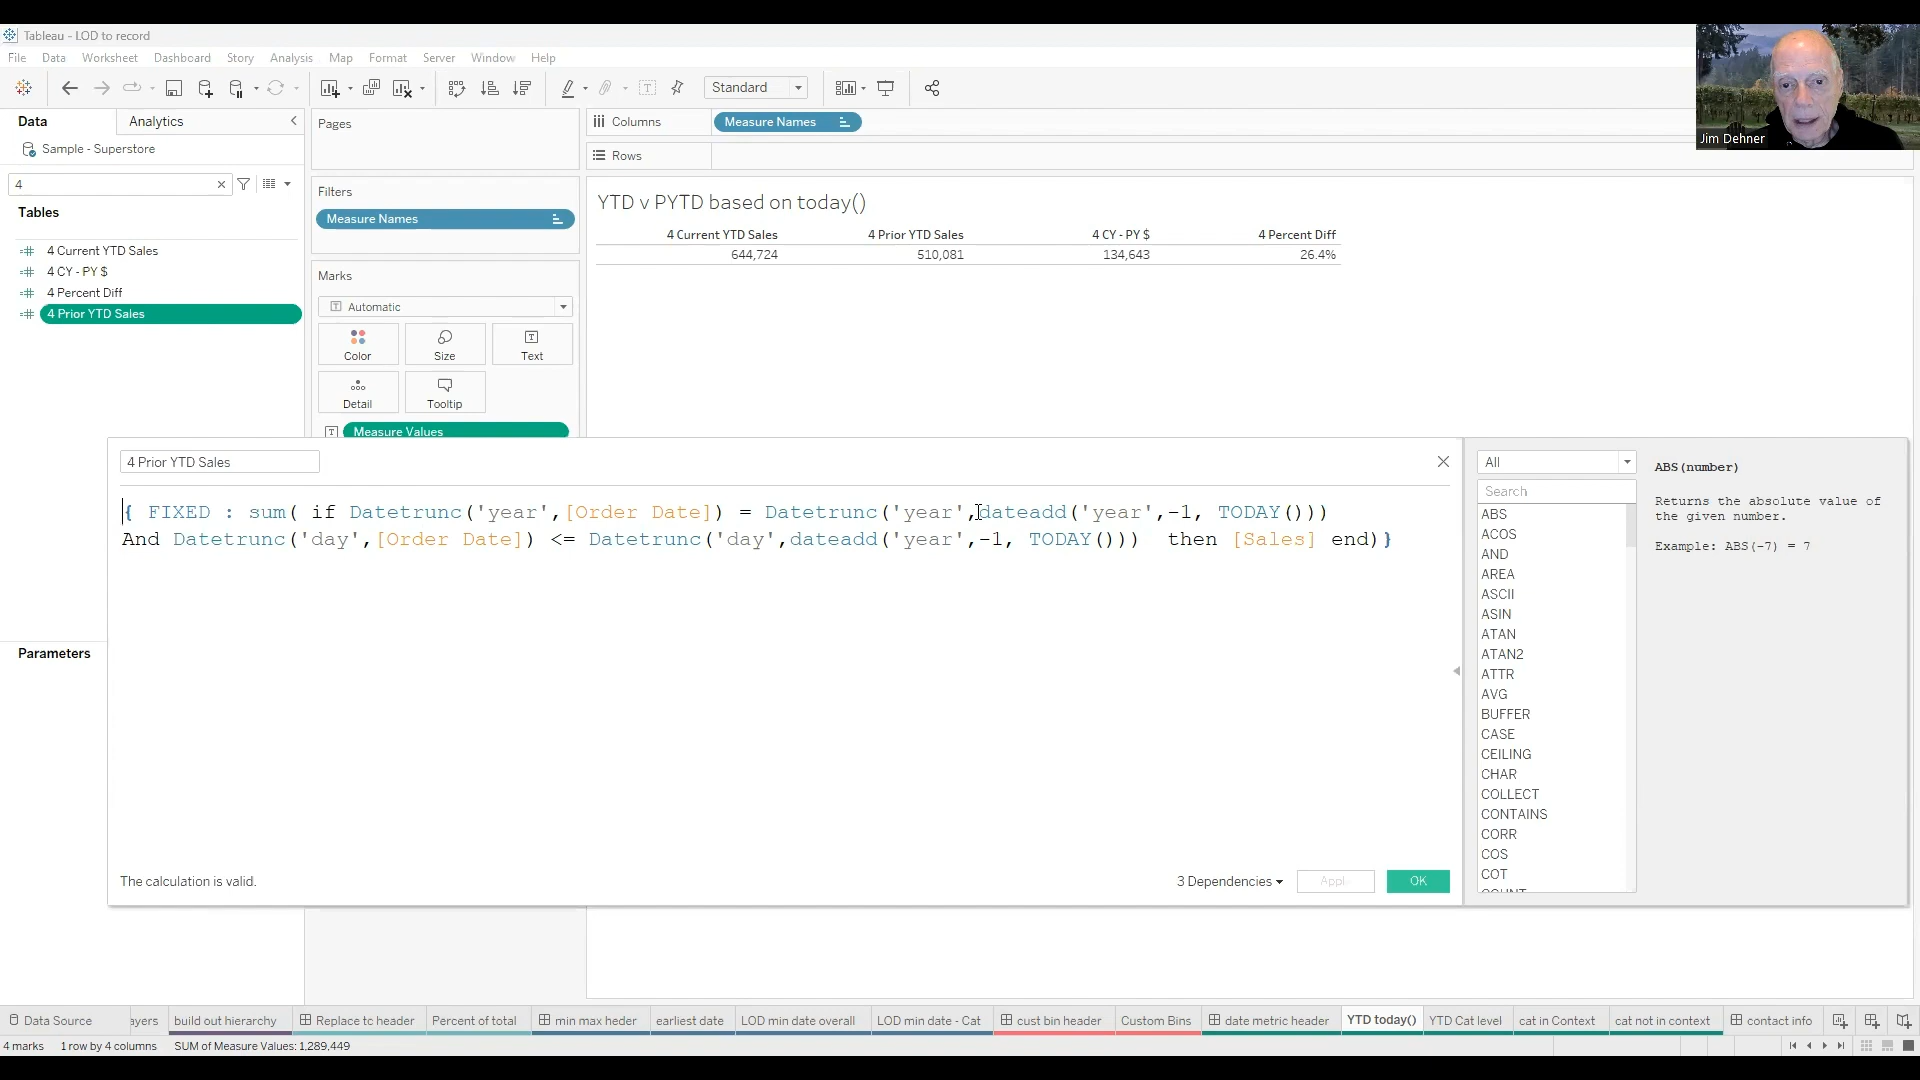 Tableau - LOD to record
File Data Worksheet Dashboard Story Analysis Map Format Server Window Help
Standard
Jim Dehner
Data Analytics
Sample - Superstore
4
Tables
4 Current YTD Sales
4 CY - PY $
4 Percent Diff
4 Prior YTD Sales
Parameters
Pages
Filters
Measure Names
Marks
Automatic
Color Size Text
Detail Tooltip
Measure Values
Columns Measure Names
Rows
YTD v PYTD based on today()
4 Current YTD Sales 4 Prior YTD Sales 4 CY - PY $ 4 Percent Diff
644,724 510,081 134,643 26.4%
4 Prior YTD Sales
{ FIXED : sum( if Datetrunc('year',[Order Date]) = Datetrunc('year',dateadd('year',-1, TODAY()))
And Datetrunc('day',[Order Date]) <= Datetrunc('day',dateadd('year',-1, TODAY()))  then [Sales] end)}
The calculation is valid.
3 Dependencies Apply OK
All
Search
ABS
ACOS
AND
AREA
ASCII
ASIN
ATAN
ATAN2
ATTR
AVG
BUFFER
CASE
CEILING
CHAR
COLLECT
CONTAINS
CORR
COS
COT
COUNT
ABS(number)
Returns the absolute value of
the given number.
Example: ABS(-7) = 7
Data Source ayers build out hierarchy Replace tc header Percent of total min max heder earliest date LOD min date overall LOD min date - Cat cust bin header Custom Bins date metric header YTD today() YTD Cat level cat in Context cat not in context contact info
4 marks 1 row by 4 columns SUM of Measure Values: 1,289,449